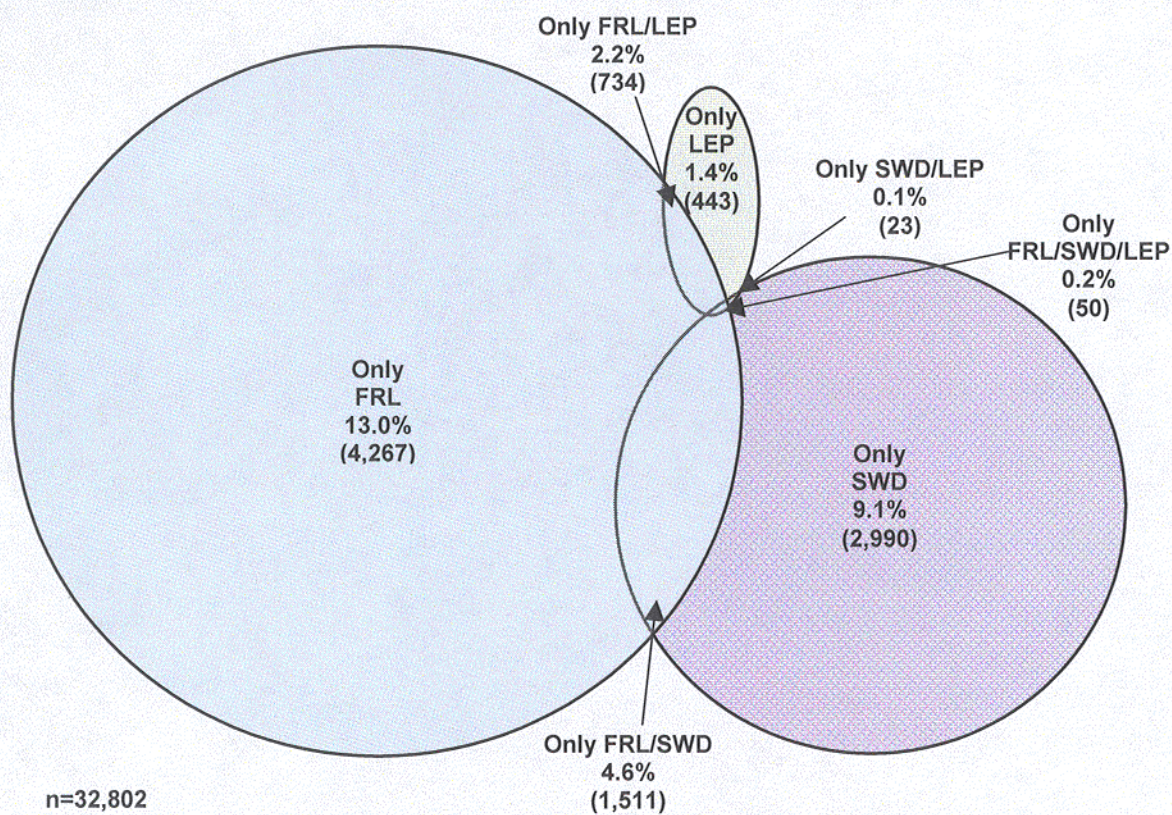 Only FRL/LEP
2.2%
(734)
Only
LEP
1.4%
(443)
Only SWD/LEP
0.1%
(23)
Only
FRL/SWD/LEP
0.2%
(50)
Only
FRL
13.0%
(4,267)
Only
SWD
9.1%
(2,990)
Only FRL/SWD
4.6%
(1,511)
n=32,802